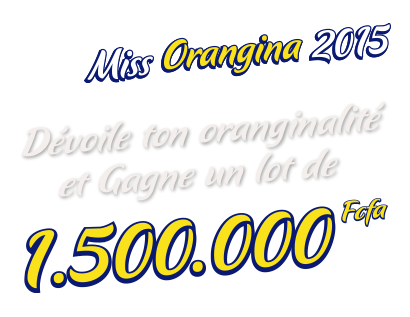 Miss Orangina 2015
Dévoile ton oranginalité
et Gagne un lot de
1.500.000 Fcfa